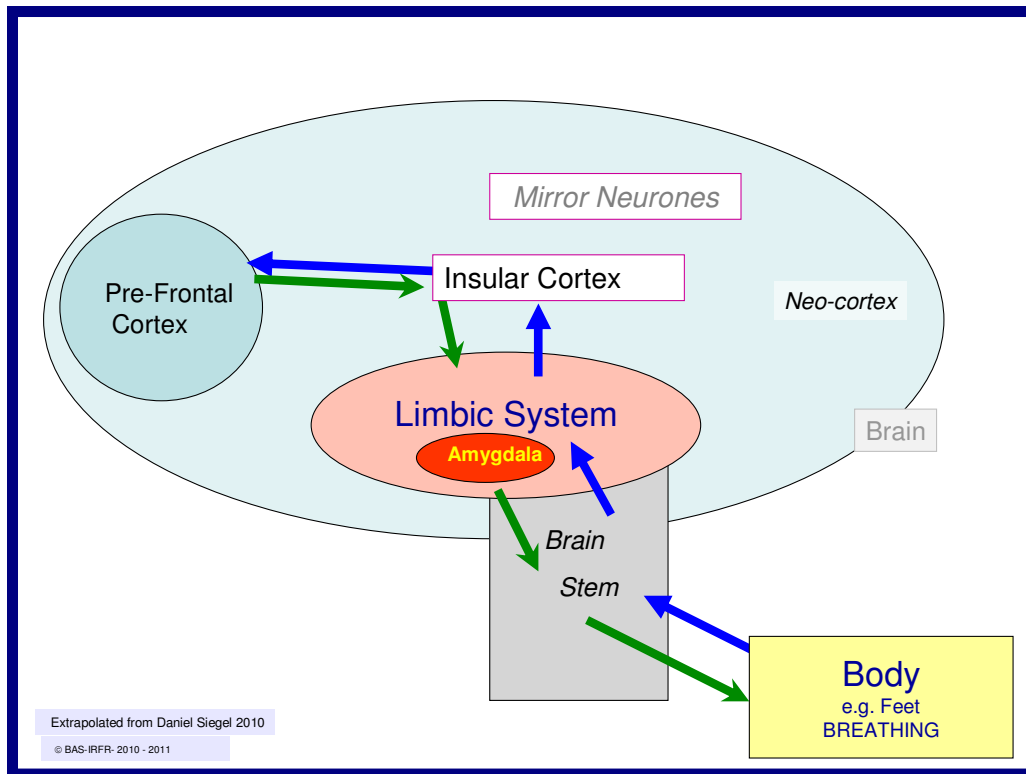 Mirror Neurones
Insular Cortex
Pre-Frontal
Cortex
Neo-cortex
Limbic System
Amygdala
Brain
Brain
Stem
Body
e.g. Feet
BREATHING
Extrapolated from Daniel Siegel 2010
© BAS-IRFR- 2010 - 2011